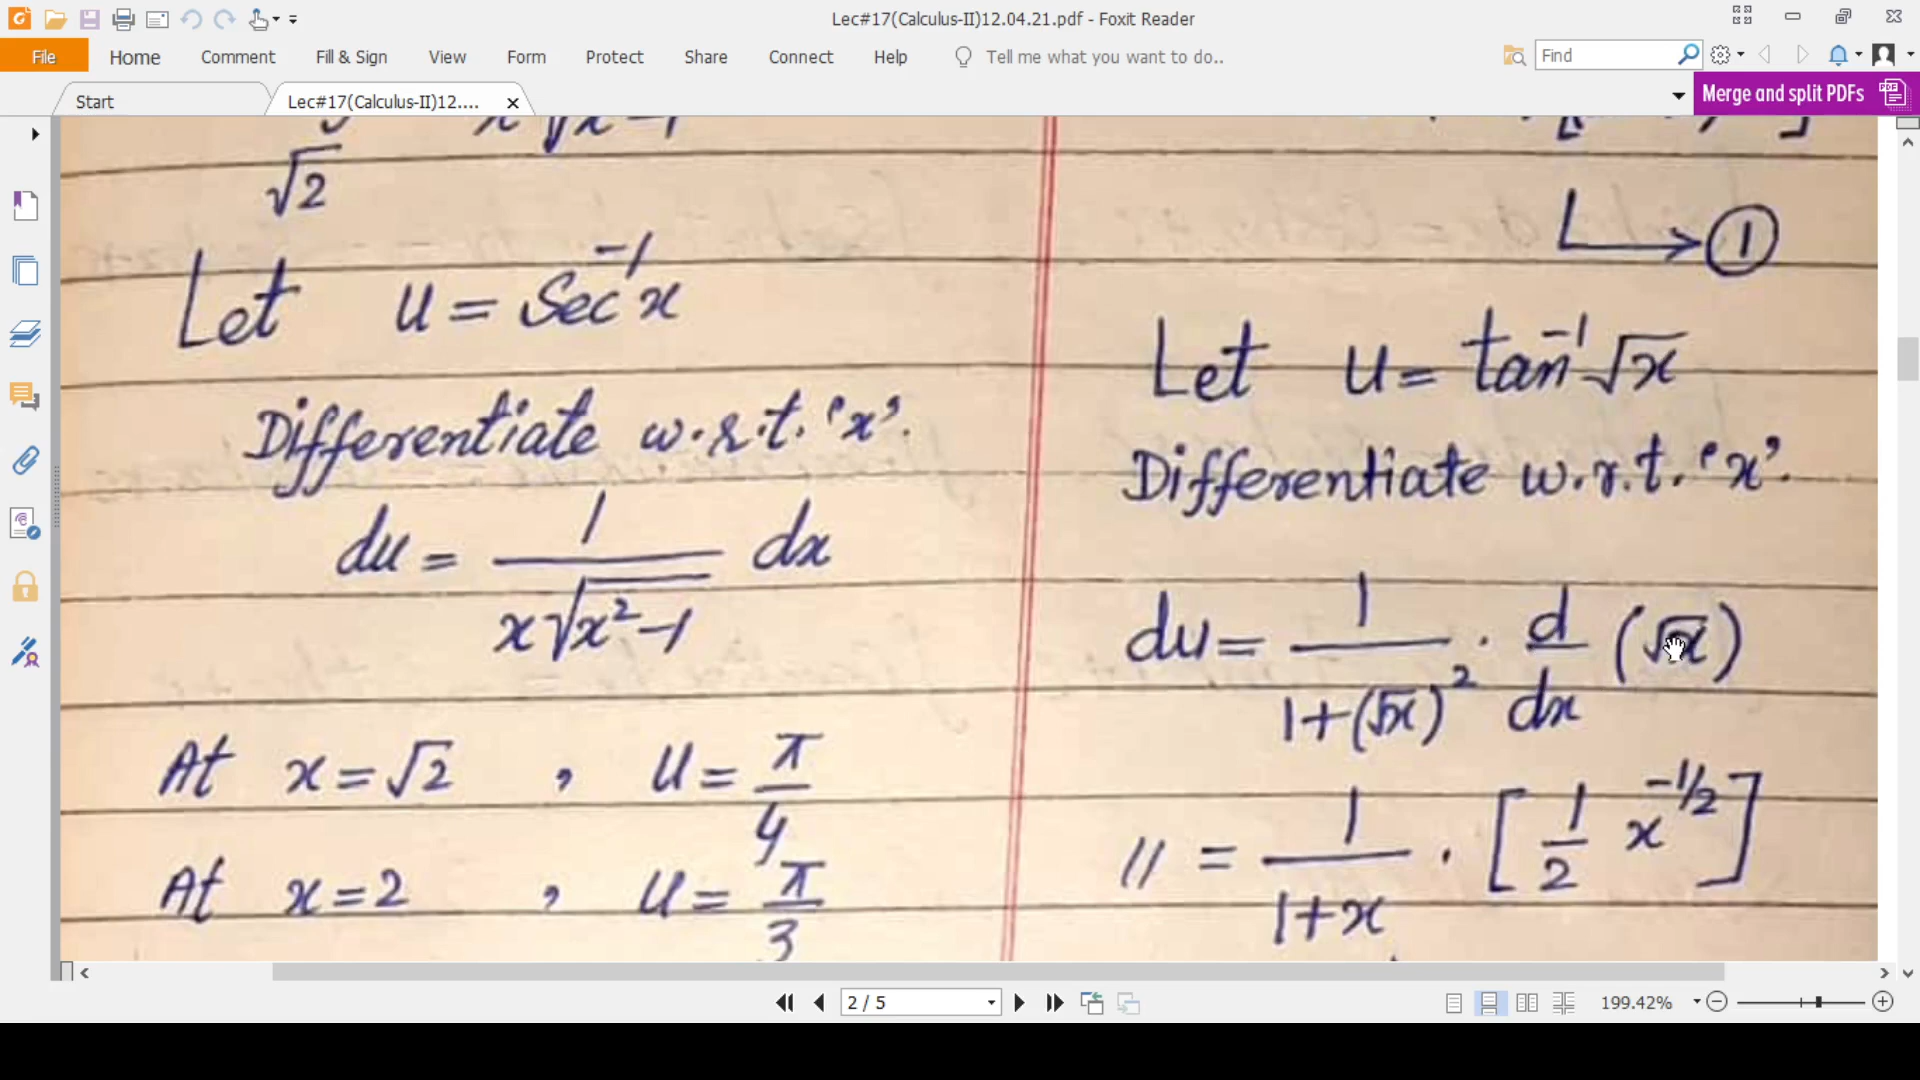 Lec#17(Calculus-II)12.04.21.pdf - Foxit Reader
File Home Comment Fill & Sign View Form Protect Share Connect Help Tell me what you want to do.. Find
Start Lec#17(Calculus-II)12.... Merge and split PDFs
√2
Let u = Sec⁻¹x
Differentiate w.r.t. 'x'.
du = 1/(x√(x²-1)) dx
At x = √2 , u = π/4
At x = 2 , u = π/3
①
Let u = tan⁻¹√x
Differentiate w.r.t. 'x'.
du = 1/(1+(√x)²) · d/dx (√x)
〃 = 1/(1+x) · [1/2 x^(-1/2)]
2 / 5 199.42%